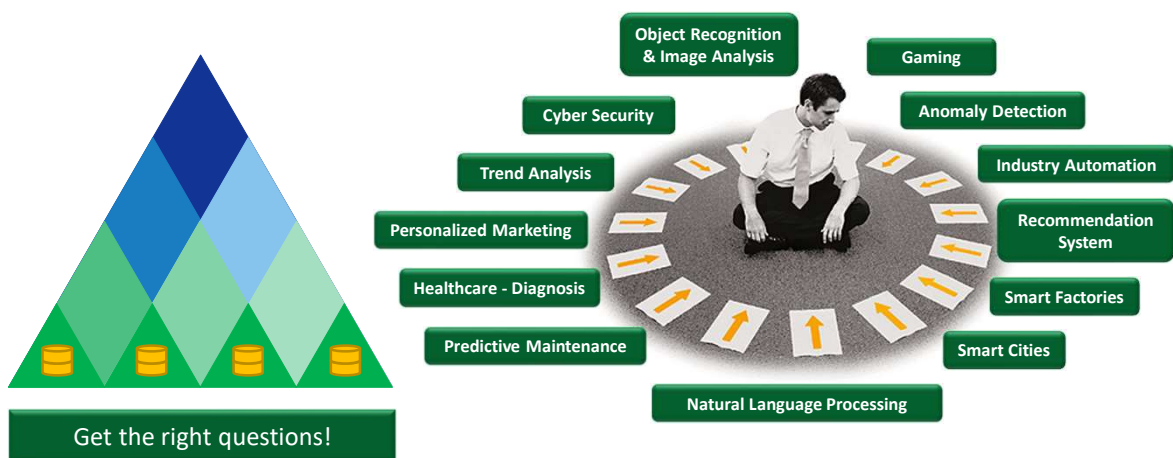 Object Recognition
& Image Analysis
Gaming
Cyber Security
Anomaly Detection
Trend Analysis
Industry Automation
Personalized Marketing
Recommendation
System
Healthcare - Diagnosis
Smart Factories
Predictive Maintenance
Smart Cities
Natural Language Processing
Get the right questions!